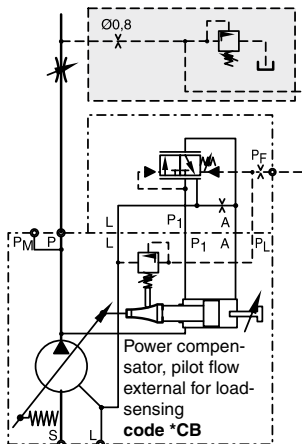 Ø0,8
P_F
L P_1 A
P_M P L P_1 A P_L
Power compen-
sator, pilot flow
external for load-
sensing
code *CB
S L